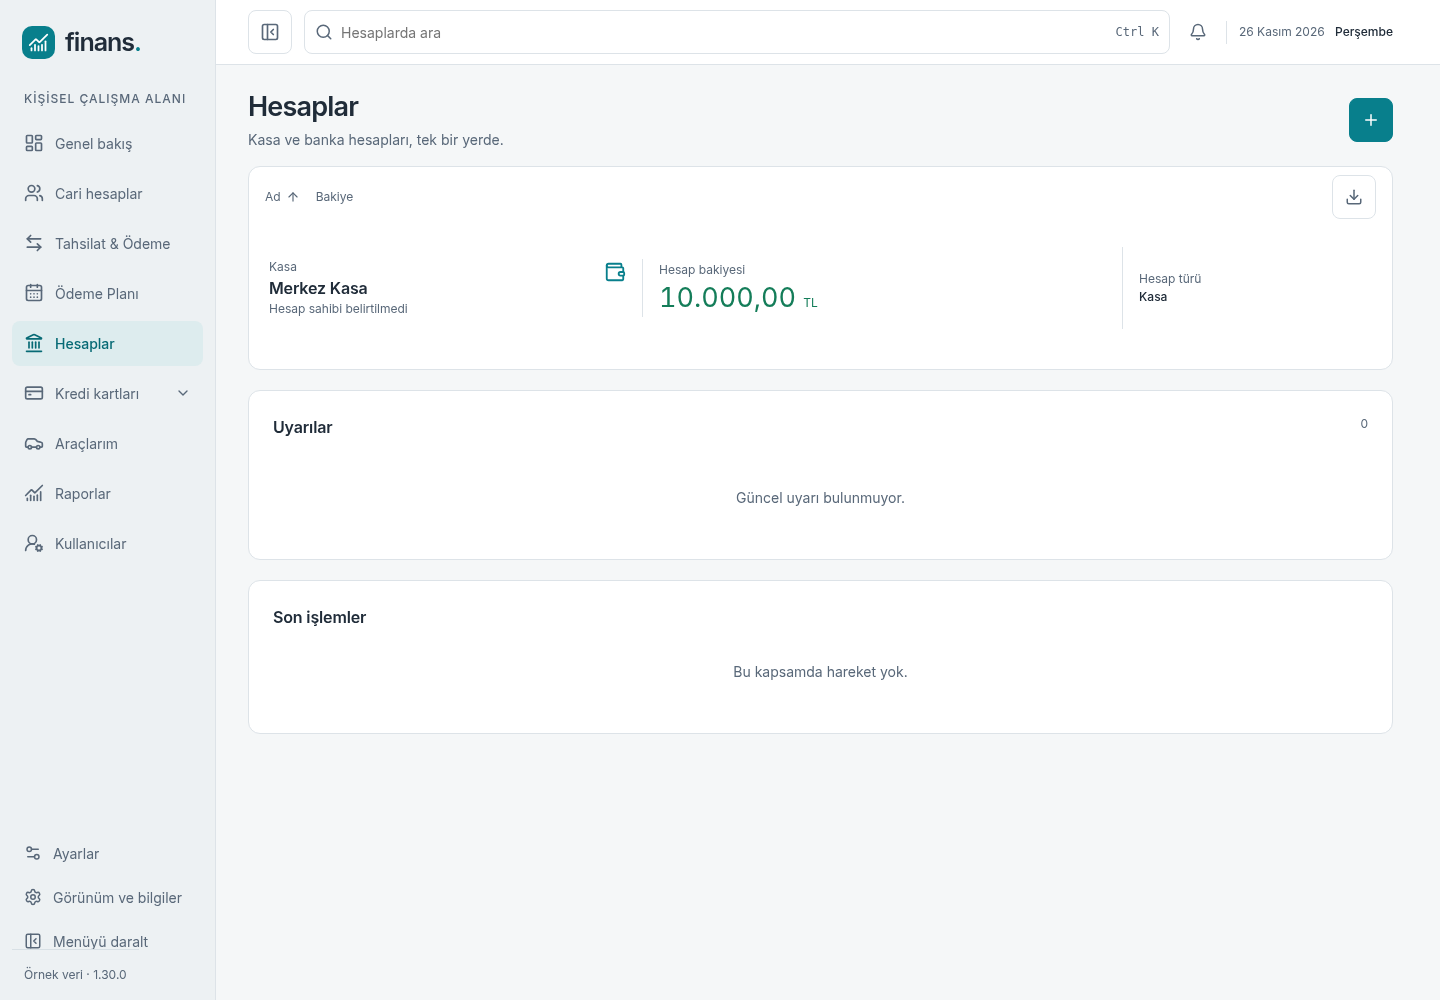 finans.
KİŞİSEL ÇALIŞMA ALANI
Genel bakış
Cari hesaplar
Tahsilat & Ödeme
Ödeme Planı
Hesaplar
Kredi kartları
Araçlarım
Raporlar
Kullanıcılar
Ayarlar
Görünüm ve bilgiler
Menüyü daralt
Örnek veri · 1.30.0
Hesaplarda ara
Ctrl K
26 Kasım 2026 Perşembe
Hesaplar
Kasa ve banka hesapları, tek bir yerde.
Ad Bakiye
Kasa
Merkez Kasa
Hesap sahibi belirtilmedi
Hesap bakiyesi
10.000,00 TL
Hesap türü
Kasa
Uyarılar
0
Güncel uyarı bulunmuyor.
Son işlemler
Bu kapsamda hareket yok.